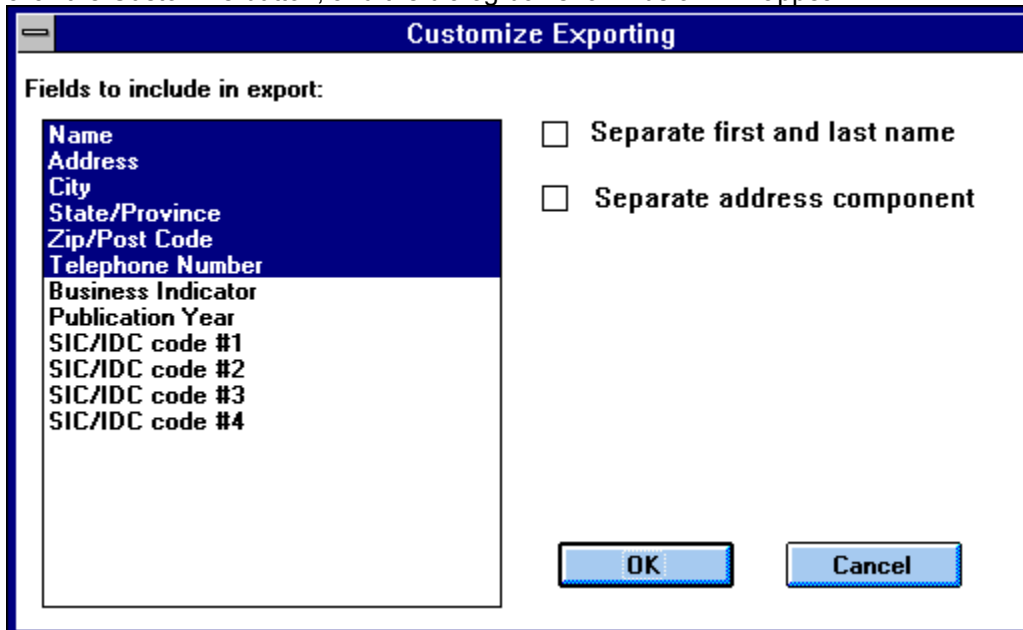 Customize Exporting
Fields to include in export:
Name
Address
City
State/Province
Zip/Post Code
Telephone Number
Business Indicator
Publication Year
SIC/IDC code #1
SIC/IDC code #2
SIC/IDC code #3
SIC/IDC code #4
Separate first and last name
Separate address component
OK
Cancel